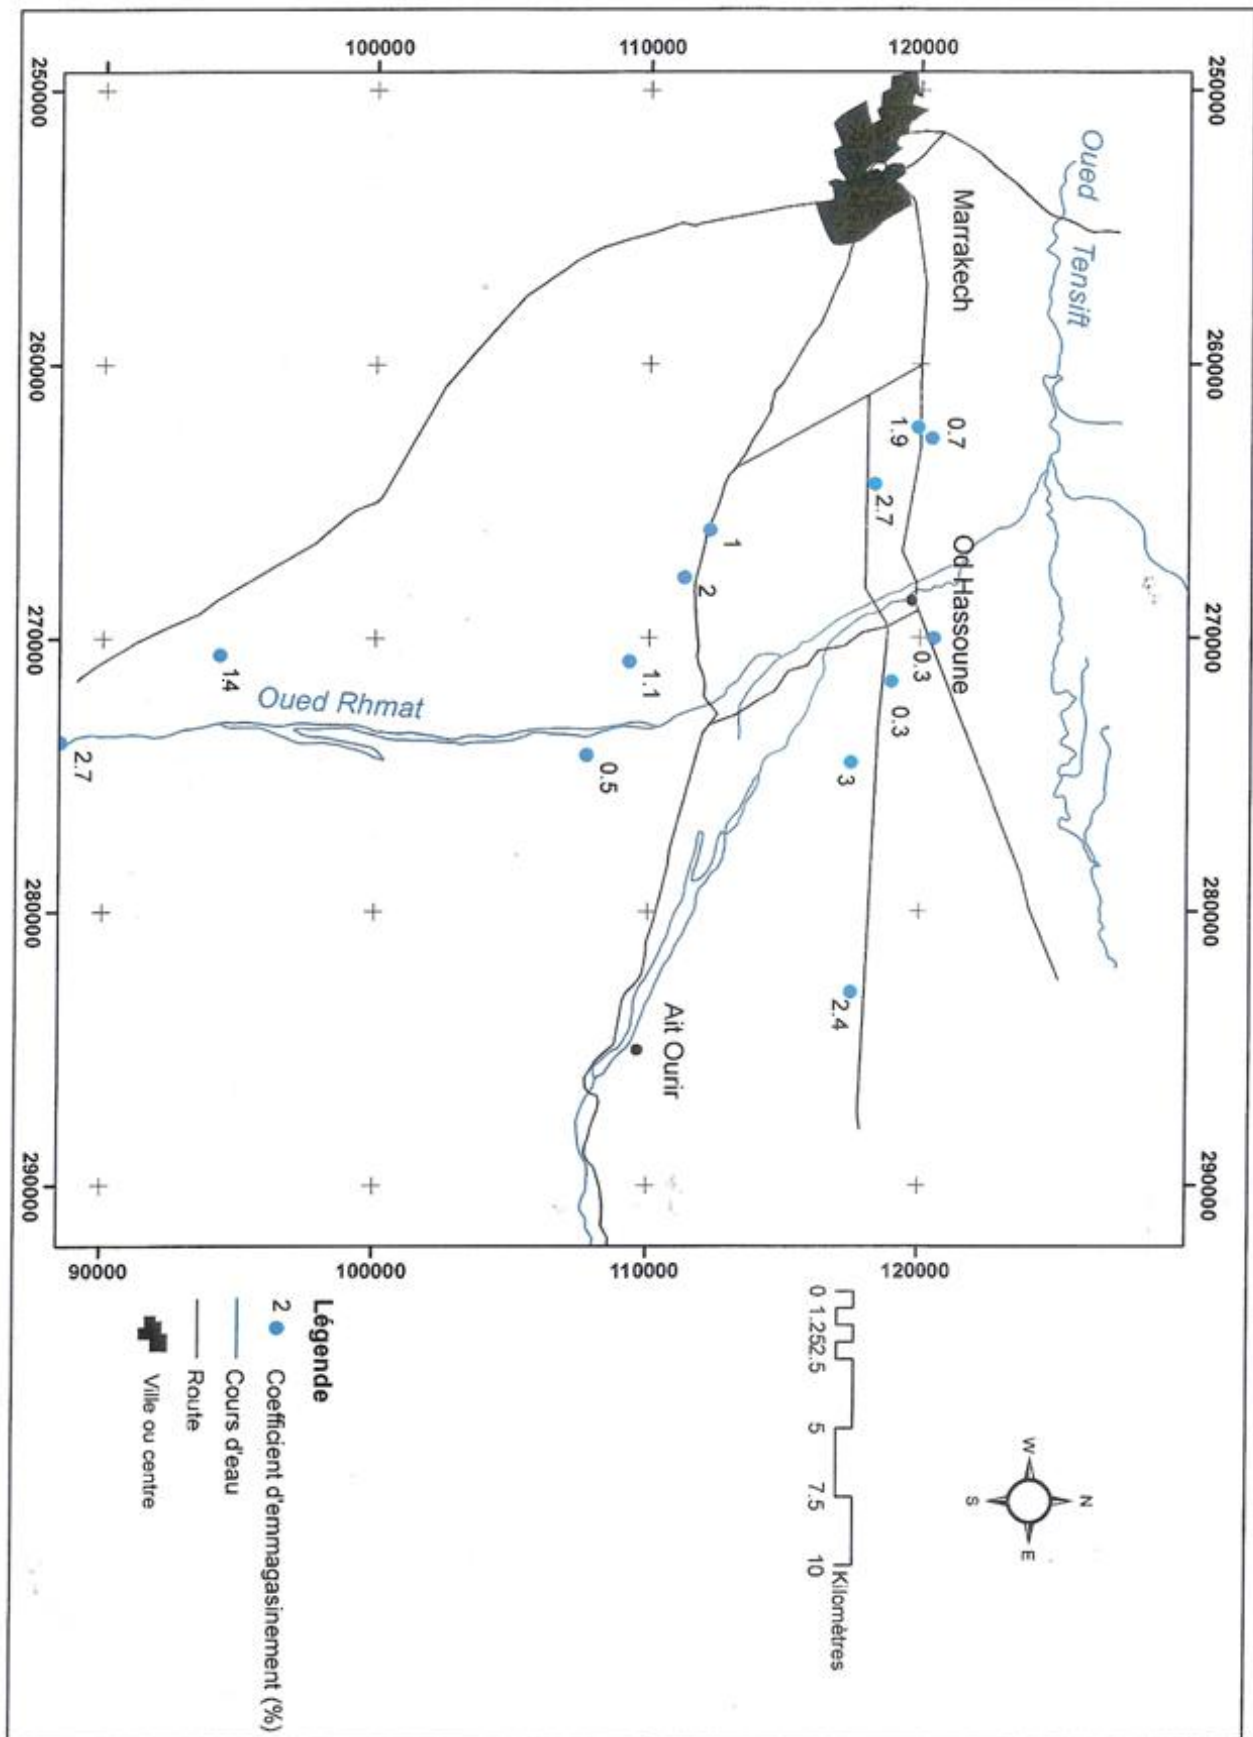 250000 260000 270000 280000 290000
Oued Tensift
N
W E
S
120000 120000
Marrakech
0.7
1.9
Od Hassoune
2.7
0.3
0.3
3
2.4
0 1.25 2.5 5 7.5 10
Kilomètres
110000 110000
1
2
Ait Ourir
1.1
0.5
100000 100000
Oued Rhmat
1.4
2.7
90000
250000 260000 270000 280000 290000
Légende
2 Coefficient d'emmagasinement (%)
Cours d'eau
Route
Ville ou centre